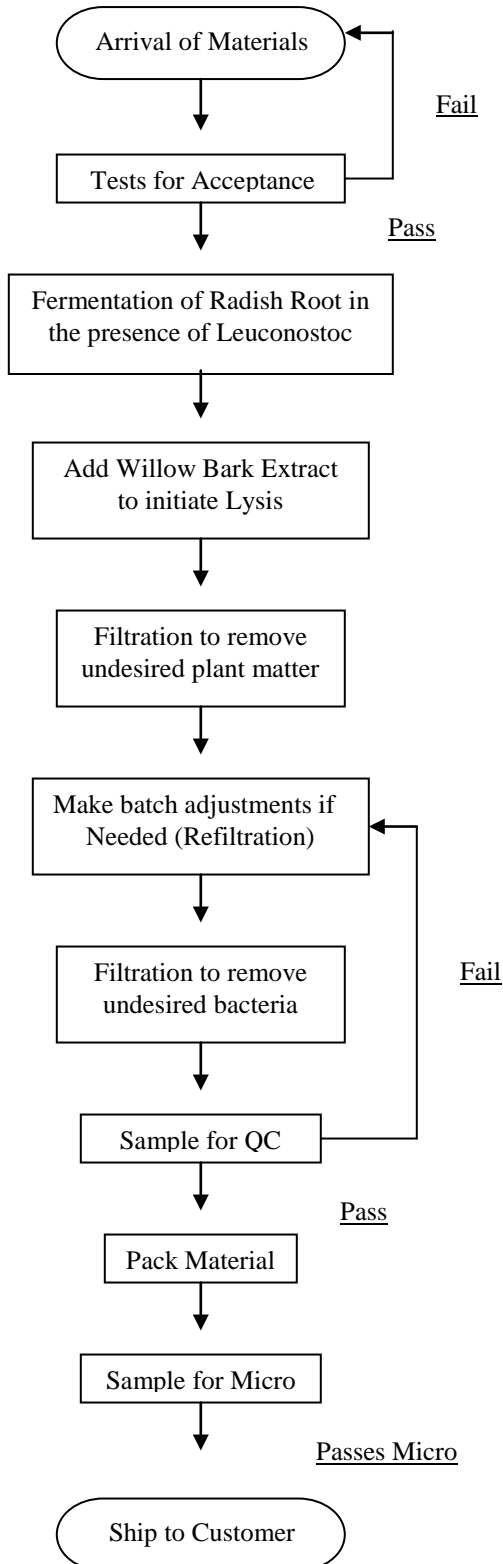 Arrival of Materials
Fail
Tests for Acceptance
Pass
Fermentation of Radish Root in
the presence of Leuconostoc
Add Willow Bark Extract
to initiate Lysis
Filtration to remove
undesired plant matter
Make batch adjustments if
Needed (Refiltration)
Filtration to remove
undesired bacteria
Fail
Sample for QC
Pass
Pack Material
Sample for Micro
Passes Micro
Ship to Customer